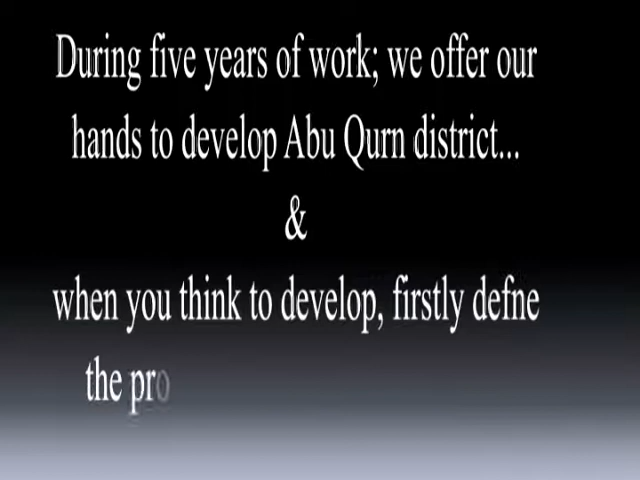 During five years of work; we offer our
hands to develop Abu Qurn district...
&
when you think to develop, firstly defne
the pro